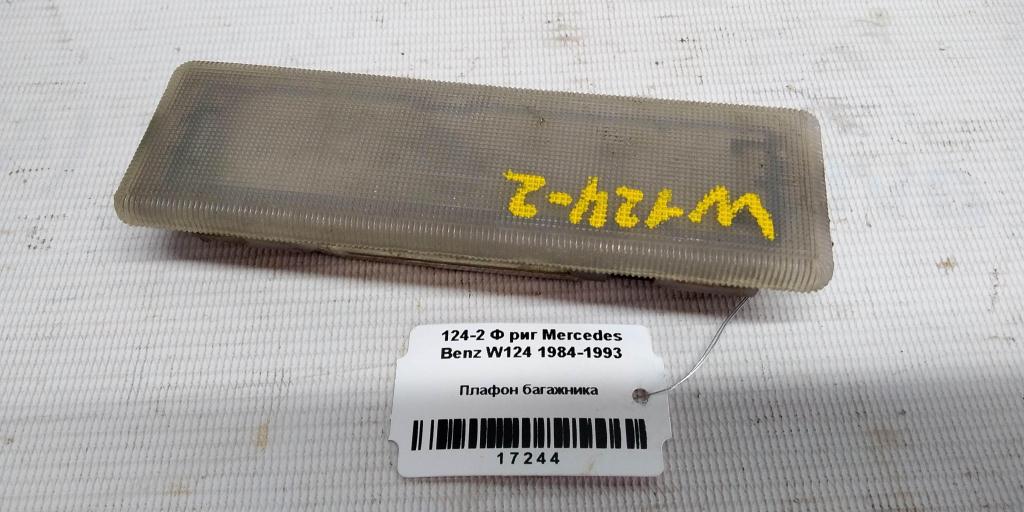 W124-2
124-2 Ф риг Mercedes
Benz W124 1984-1993
Плафон багажника
17244